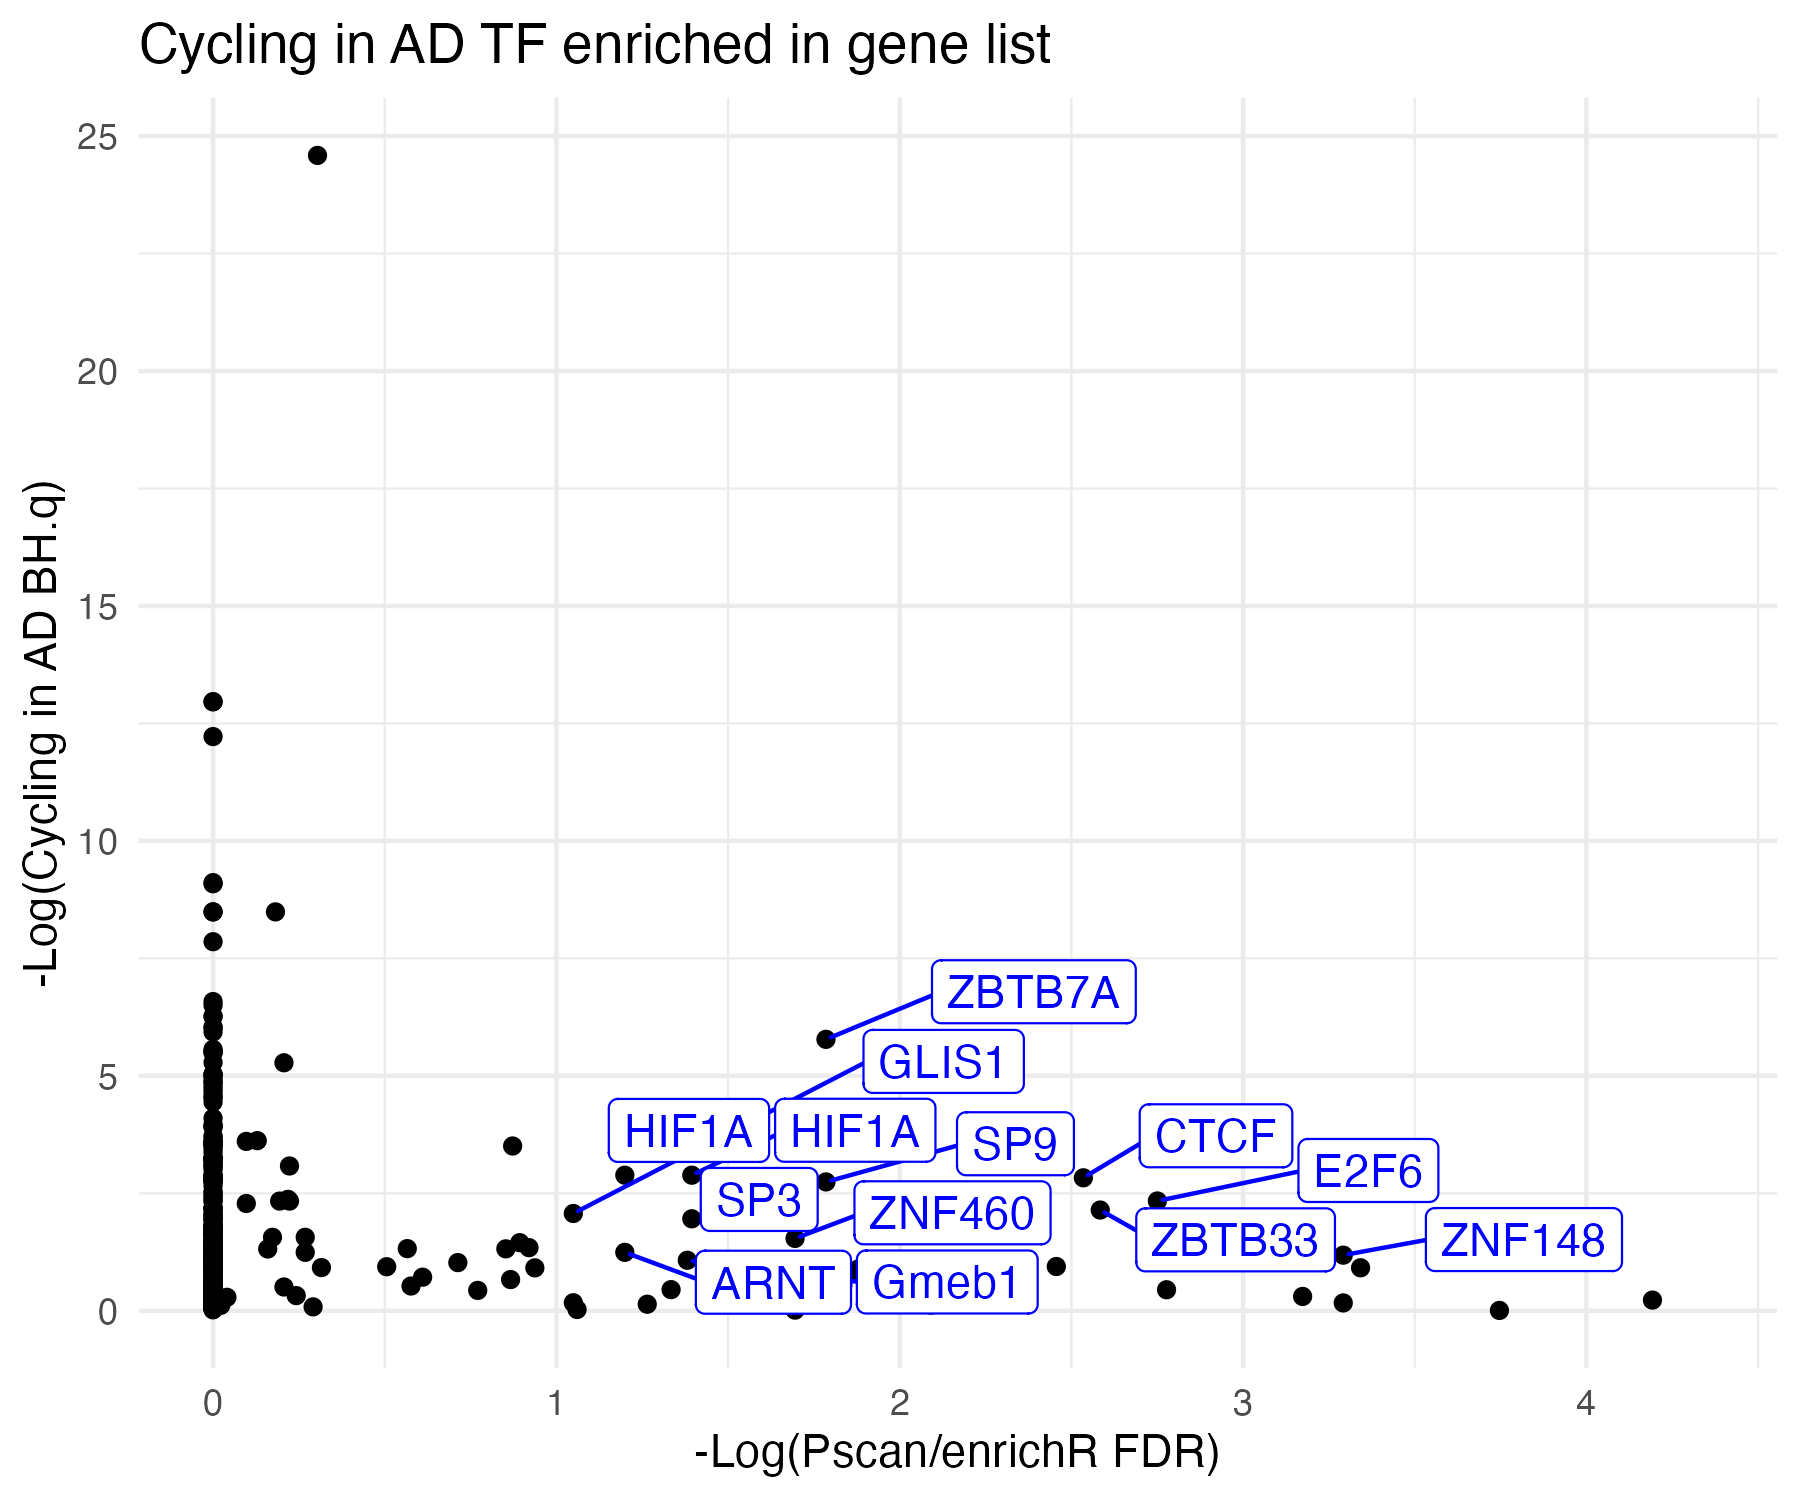 Cycling in AD TF enriched in gene list
-Log(Cycling in AD BH.q)
25
20
15
10
5
0
ZBTB7A
GLIS1
HIF1A
HIF1A
SP9
CTCF
E2F6
SP3
ZNF460
ZBTB33
ZNF148
ARNT
Gmeb1
0
1
2
3
4
-Log(Pscan/enrichR FDR)